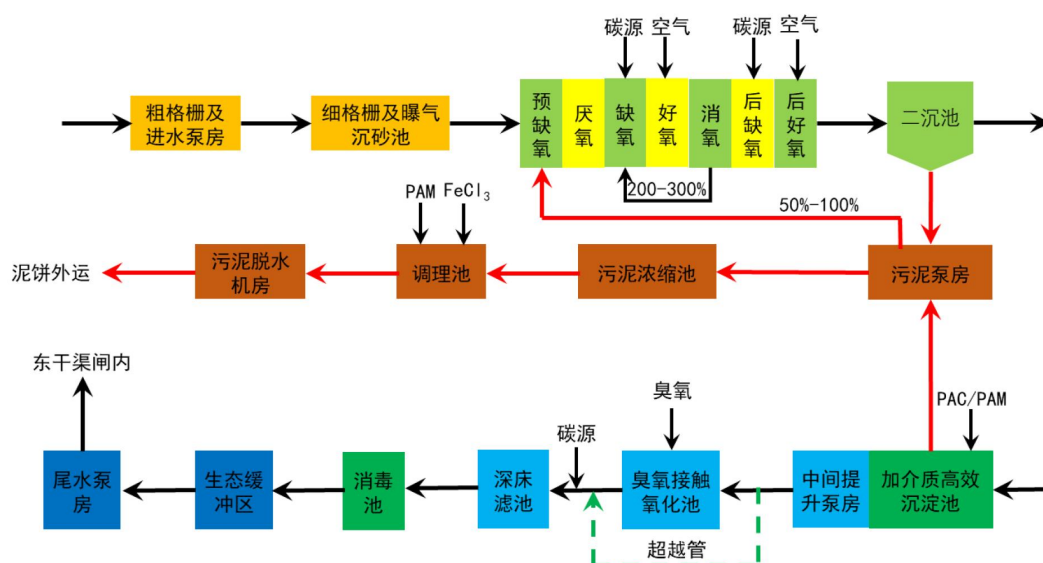 碳源
空气
碳源
空气
粗格栅及
进水泵房
细格栅及曝气
沉砂池
预缺氧
厌氧
缺氧
好氧
消氧
后缺氧
后好氧
二沉池
200-300%
50%-100%
PAM
FeCl₃
泥饼外运
污泥脱水
机房
调理池
污泥浓缩池
污泥泵房
东干渠闸内
臭氧
PAC/PAM
碳源
尾水泵
房
生态缓
冲区
消毒
池
深床
滤池
臭氧接触
氧化池
中间提
升泵房
加介质高效
沉淀池
超越管